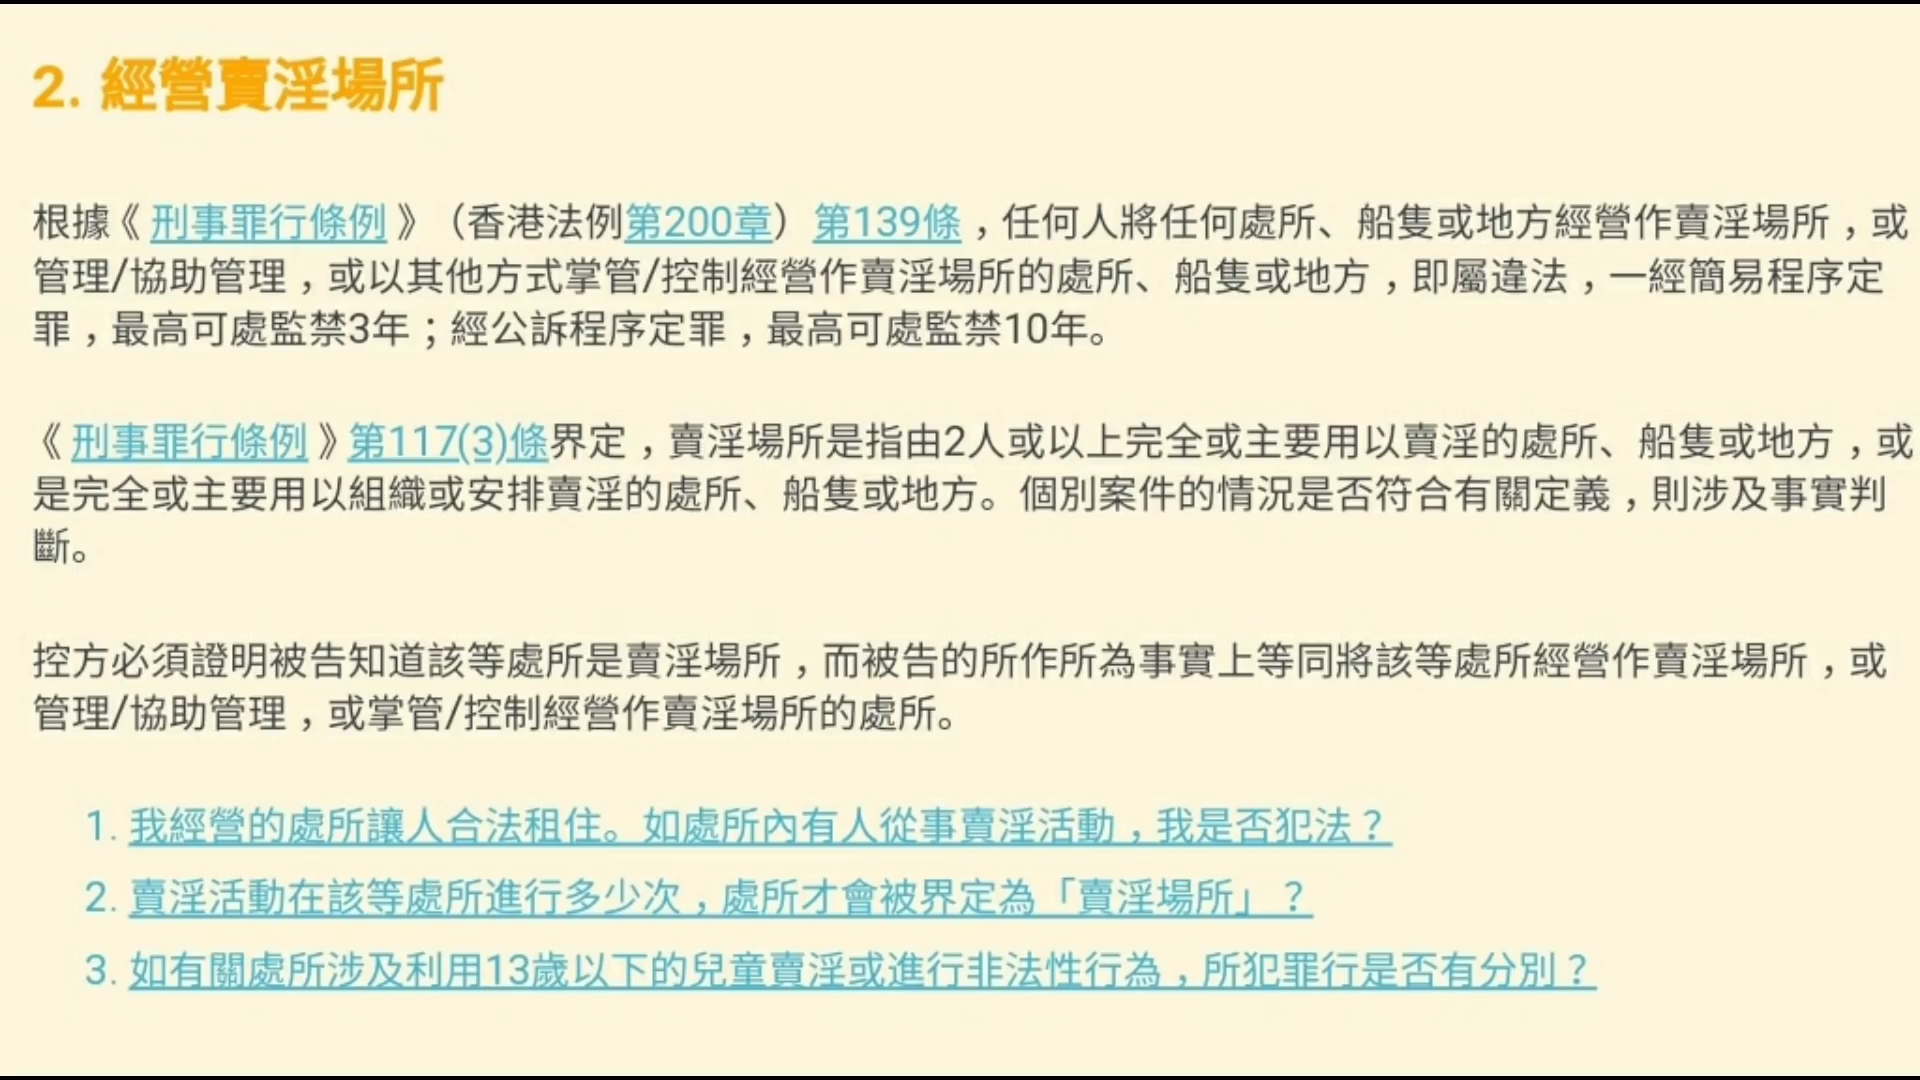 2. 經營賣淫場所
根據《刑事罪行條例》（香港法例第200章）第139條，任何人將任何處所、船隻或地方經營作賣淫場所，或
管理/協助管理，或以其他方式掌管/控制經營作賣淫場所的處所、船隻或地方，即屬違法，一經簡易程序定
罪，最高可處監禁3年；經公訴程序定罪，最高可處監禁10年。
《刑事罪行條例》第117(3)條界定，賣淫場所是指由2人或以上完全或主要用以賣淫的處所、船隻或地方，或
是完全或主要用以組織或安排賣淫的處所、船隻或地方。個別案件的情況是否符合有關定義，則涉及事實判
斷。
控方必須證明被告知道該等處所是賣淫場所，而被告的所作所為事實上等同將該等處所經營作賣淫場所，或
管理/協助管理，或掌管/控制經營作賣淫場所的處所。
1. 我經營的處所讓人合法租住。如處所內有人從事賣淫活動，我是否犯法？
2. 賣淫活動在該等處所進行多少次，處所才會被界定為「賣淫場所」？
3. 如有關處所涉及利用13歲以下的兒童賣淫或進行非法性行為，所犯罪行是否有分別？